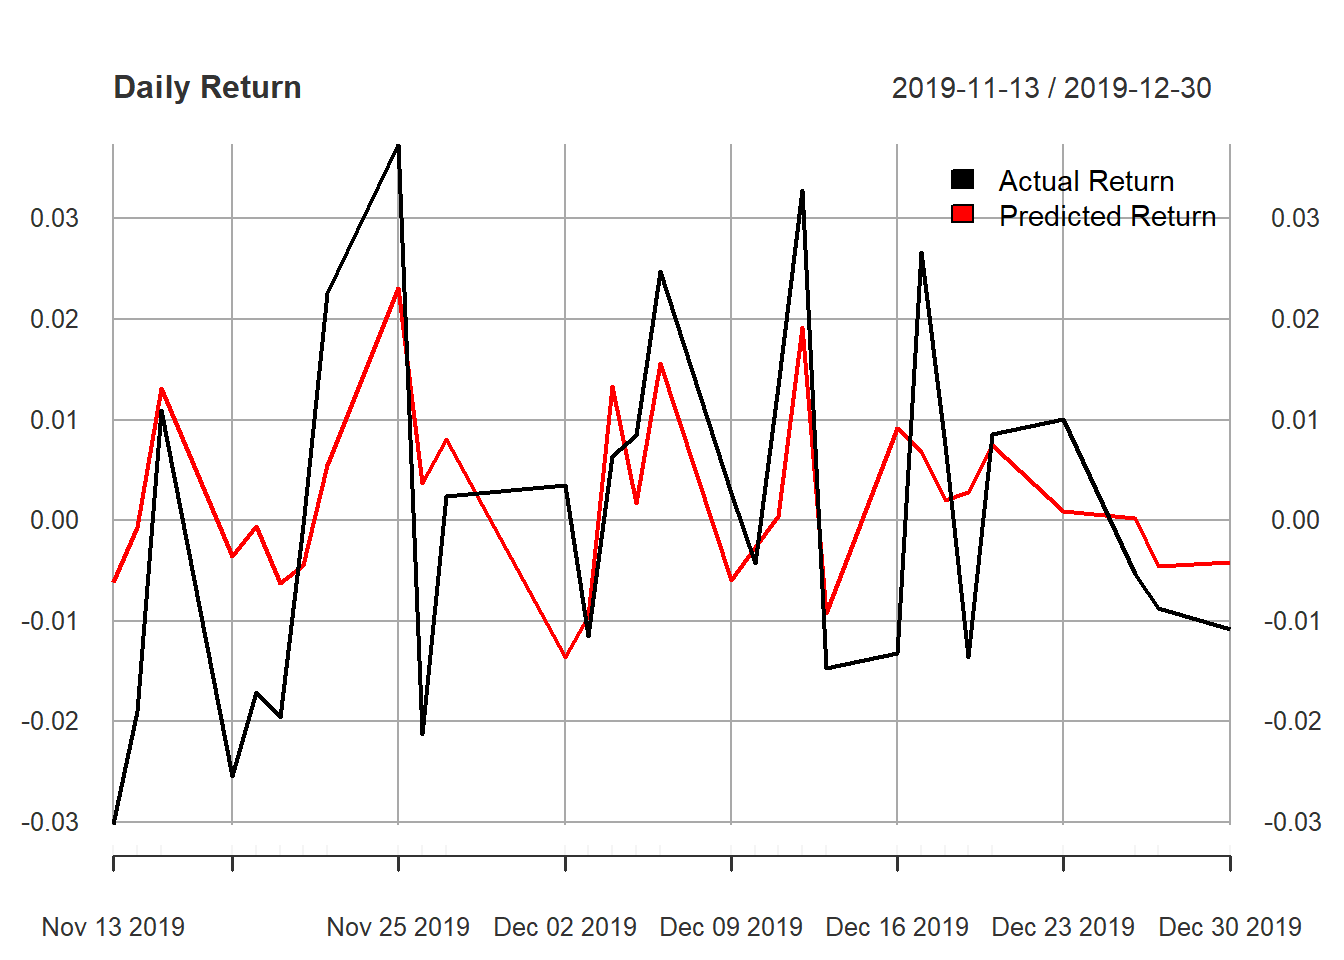 Daily Return 2019-11-13 / 2019-12-30
Actual Return
Predicted Return
0.03 0.03
0.02 0.02
0.01 0.01
0.00 0.00
-0.01 -0.01
-0.02 -0.02
-0.03 -0.03
Nov 13 2019 Nov 25 2019 Dec 02 2019 Dec 09 2019 Dec 16 2019 Dec 23 2019 Dec 30 2019